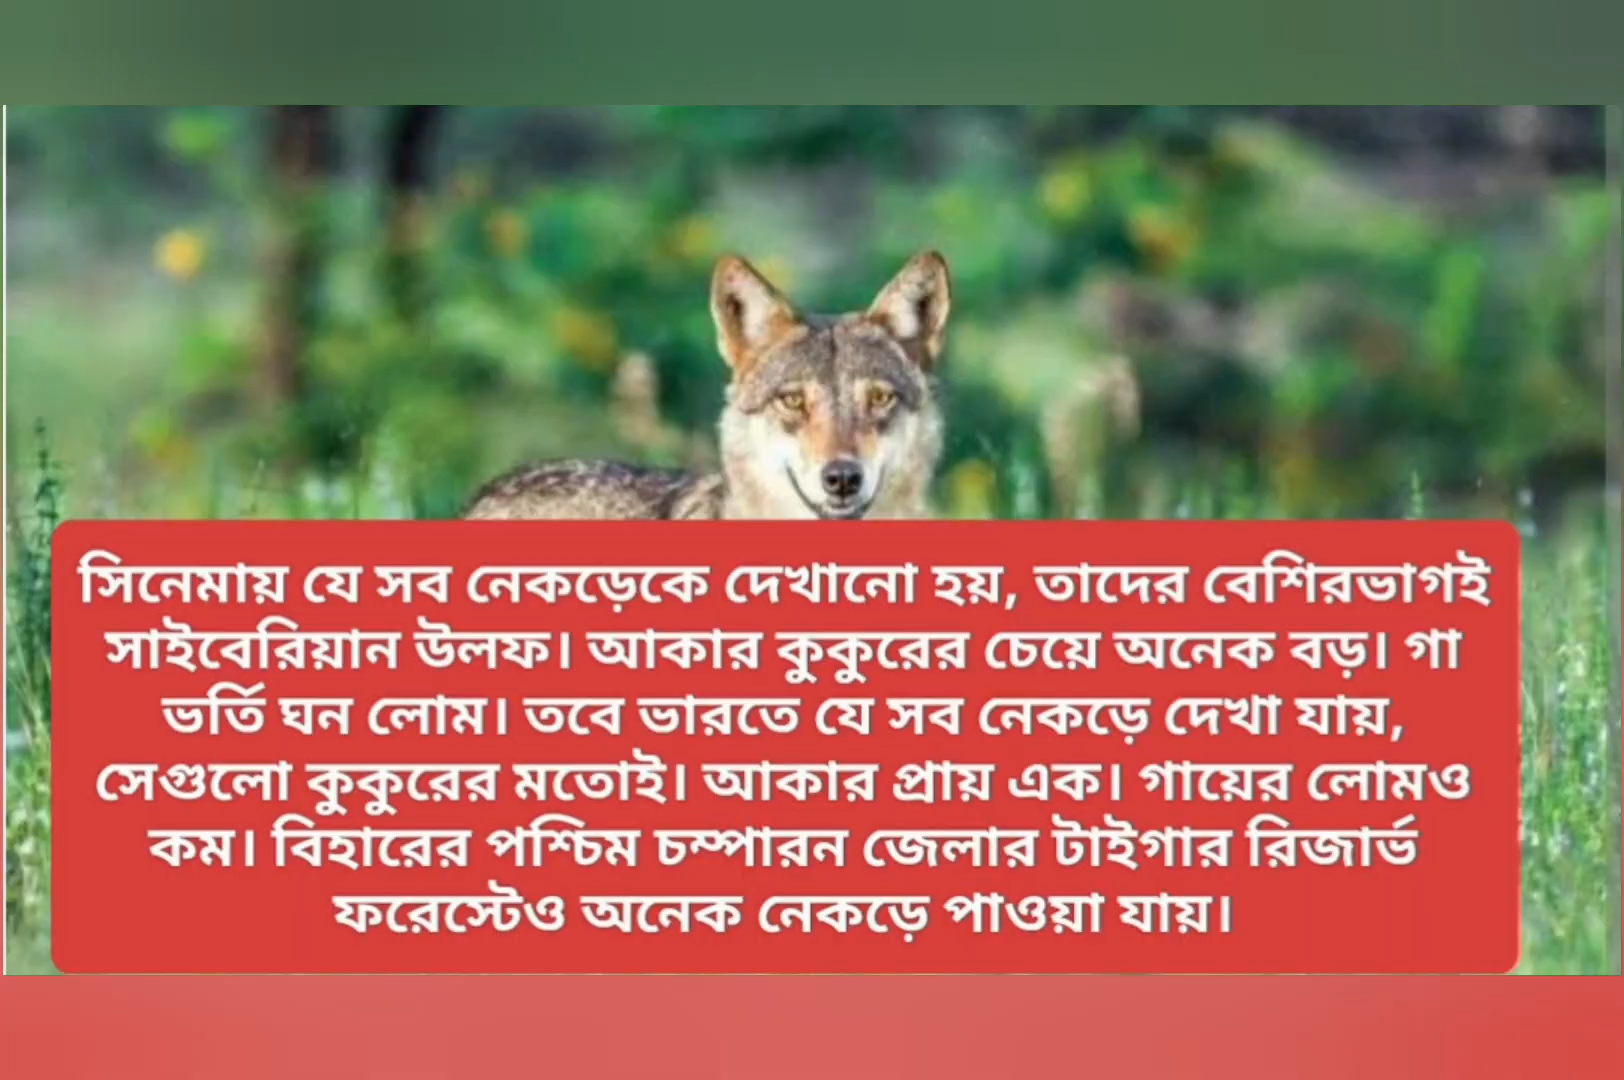 সিনেমায় যে সব নেকড়েকে দেখানো হয়, তাদের বেশিরভাগই
সাইবেরিয়ান উলফ। আকার কুকুরের চেয়ে অনেক বড়। গা
ভর্তি ঘন লোম। তবে ভারতে যে সব নেকড়ে দেখা যায়,
সেগুলো কুকুরের মতোই। আকার প্রায় এক। গায়ের লোমও
কম। বিহারের পশ্চিম চম্পারন জেলার টাইগার রিজার্ভ
ফরেস্টেও অনেক নেকড়ে পাওয়া যায়।